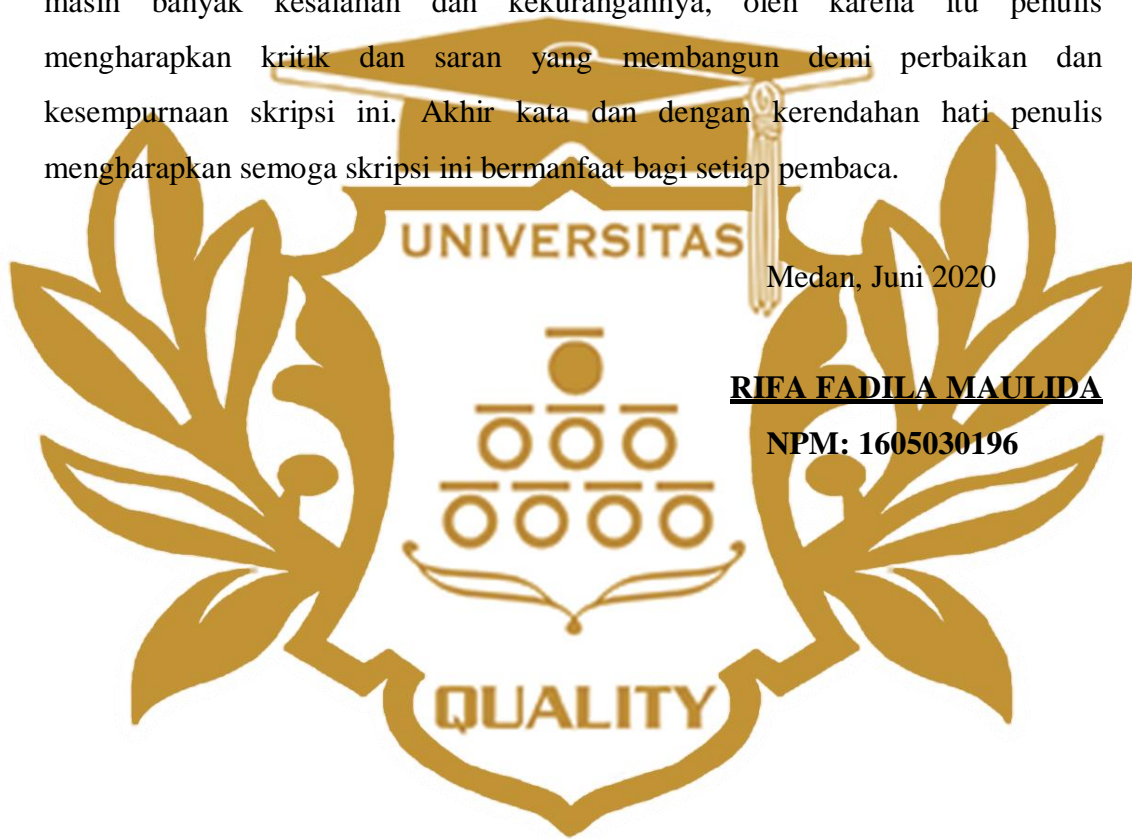 masih banyak kesalahan dan kekurangannya, oleh karena itu penulis
mengharapkan kritik dan saran yang membangun demi perbaikan dan
kesempurnaan skripsi ini. Akhir kata dan dengan kerendahan hati penulis
mengharapkan semoga skripsi ini bermanfaat bagi setiap pembaca.
UNIVERSITAS
Medan, Juni 2020
RIFA FADILA MAULIDA
NPM: 1605030196
QUALITY